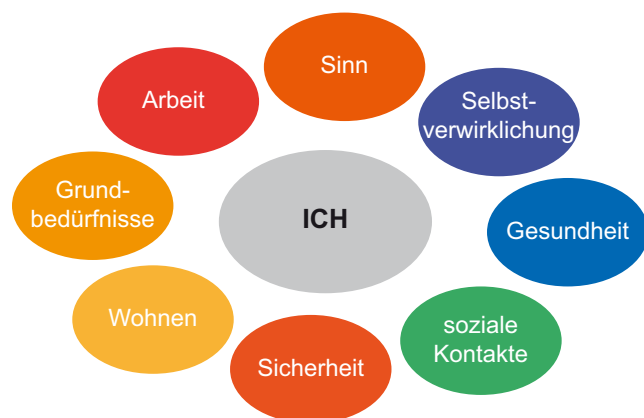 Sinn
Arbeit
Selbst-
verwirklichung
Grund-
bedürfnisse
ICH
Gesundheit
Wohnen
soziale
Kontakte
Sicherheit